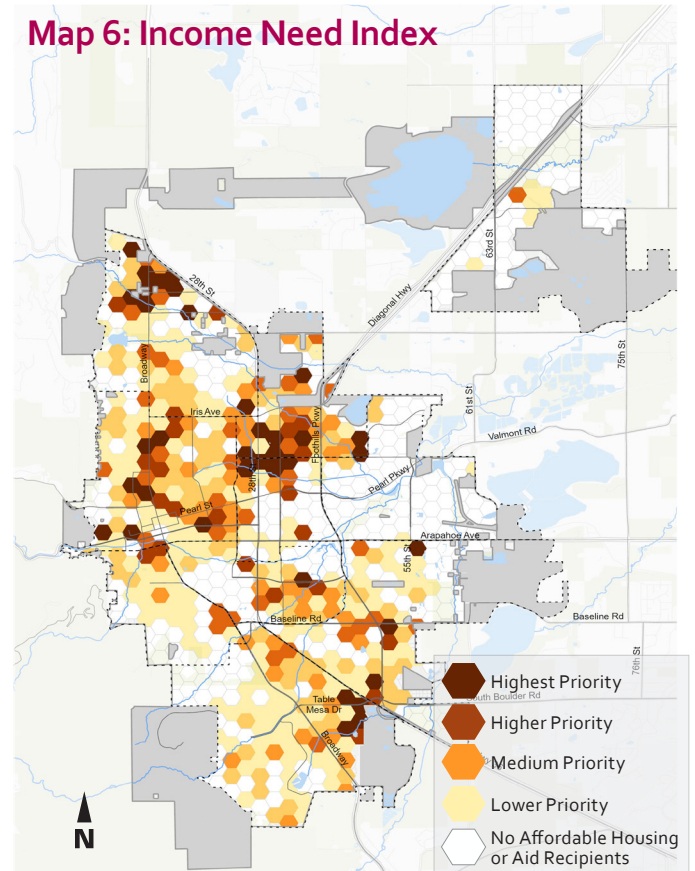 Map 6: Income Need Index
63rd St
28th St
Diagonal Hwy
75th St
Broadway
61st St
Iris Ave
Foothills Pkwy
Valmont Rd
28th St
Pearl Pkwy
Pearl St
Arapahoe Ave
55th St
Baseline Rd
Baseline Rd
76th St
Table
Mesa Dr
South Boulder Rd
Broadway
Highest Priority
Higher Priority
Medium Priority
Lower Priority
No Affordable Housing
or Aid Recipients
N